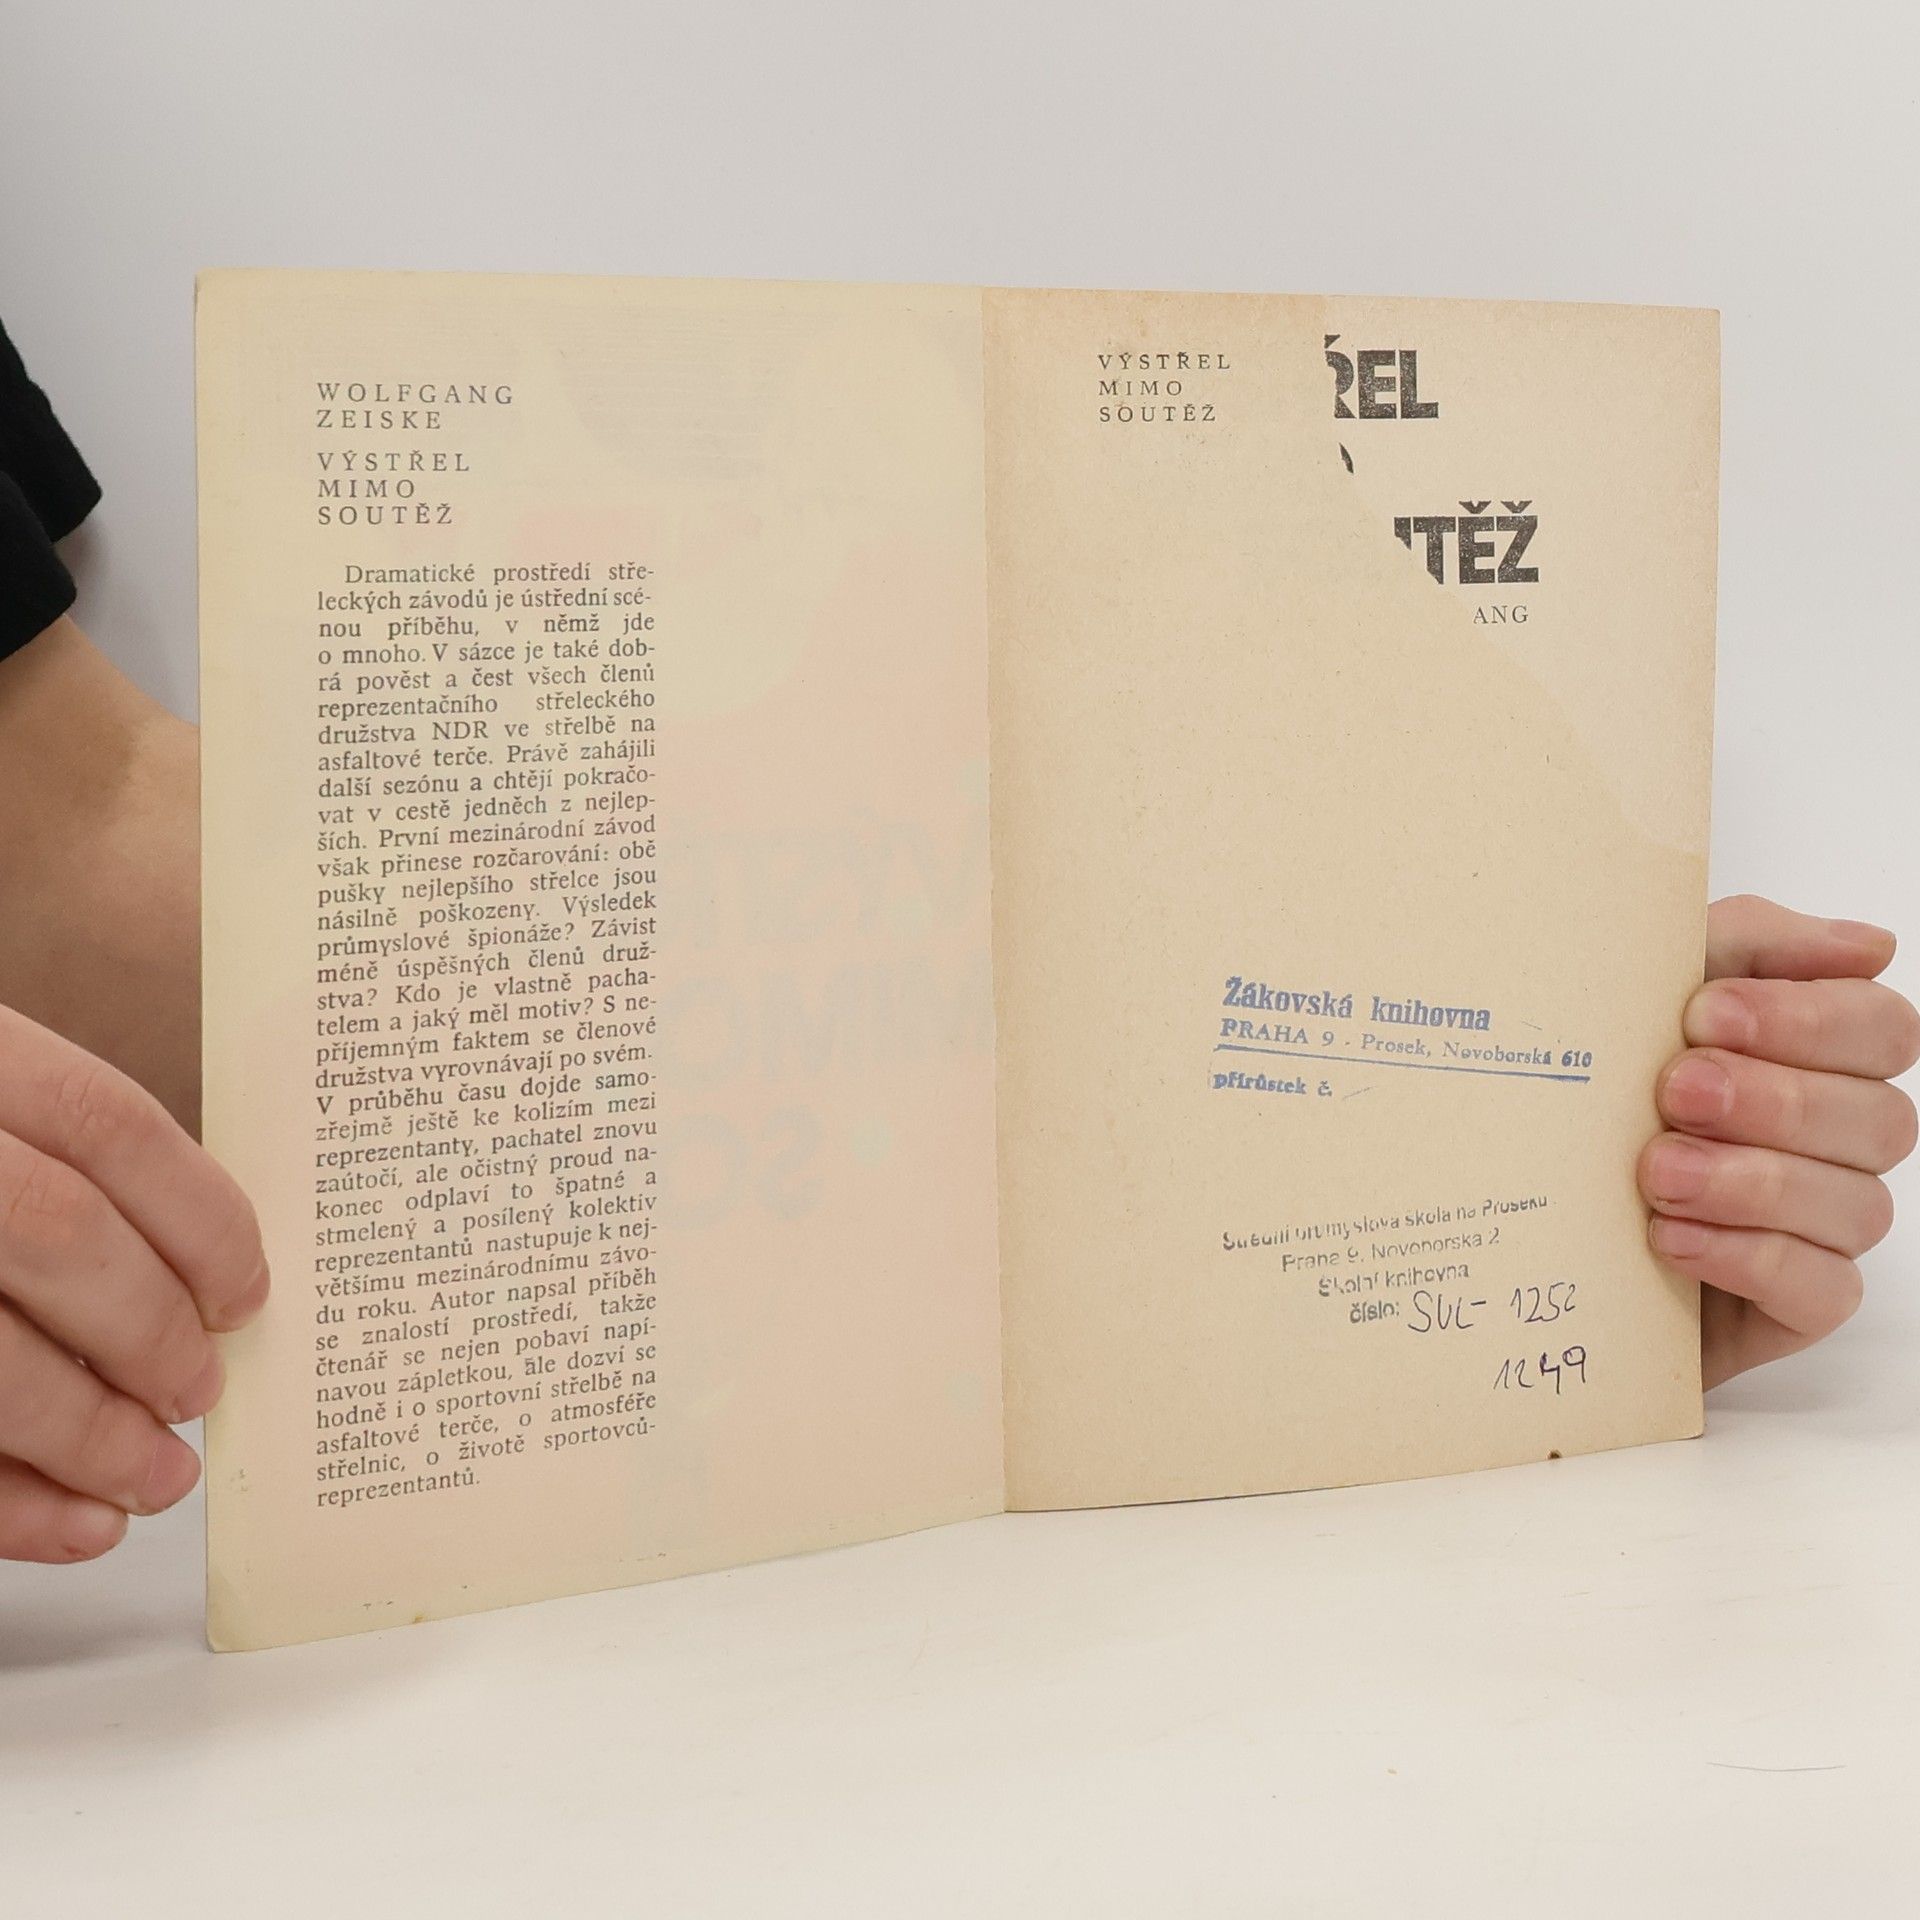 WOLFGANG
ZEISKE
VÝSTŘEL
MIMO
SOUTĚŽ
Dramatické prostředí stře-
leckých závodů je ústřední scé-
nou příběhu, v němž jde
o mnoho. V sázce je také dob-
rá pověst a čest všech členů
reprezentačního střeleckého
družstva NDR ve střelbě na
asfaltové terče. Právě zahájili
další sezónu a chtějí pokračo-
vat v cestě jedněch z nejlep-
ších. První mezinárodní závod
však přinese rozčarování: obě
pušky nejlepšího střelce jsou
násilně poškozeny. Výsledek
průmyslové špionáže? Závist
méně úspěšných členů druž-
stva? Kdo je vlastně pacha-
telem a jaký měl motiv? S ne-
příjemným faktem se členové
družstva vyrovnávají po svém.
V průběhu času dojde samo-
zřejmě ještě ke kolizím mezi
reprezentanty, pachatel znovu
zaútočí, ale očistný proud na-
konec odplaví to špatné a
stmelený a posílený kolektiv
reprezentantů nastupuje k nej-
většímu mezinárodnímu závo-
du roku. Autor napsal příběh
se znalostí prostředí, takže
čtenář se nejen pobaví napí-
navou zápletkou, ale dozví se
hodně i o sportovní střelbě na
asfaltové terče, o atmosféře
střelnic, o životě sportovců-
reprezentantů.
VÝSTŘEL
MIMO
SOUTĚŽ
ŘEL
TĚŽ
ANG
Žákovská knihovna
PRAHA 9 - Prosek, Novoborská 610
přírůstek č.
Střední průmyslová škola na Proseku
Praha 9, Novoborská 2
Školní knihovna
číslo: 1252
1249